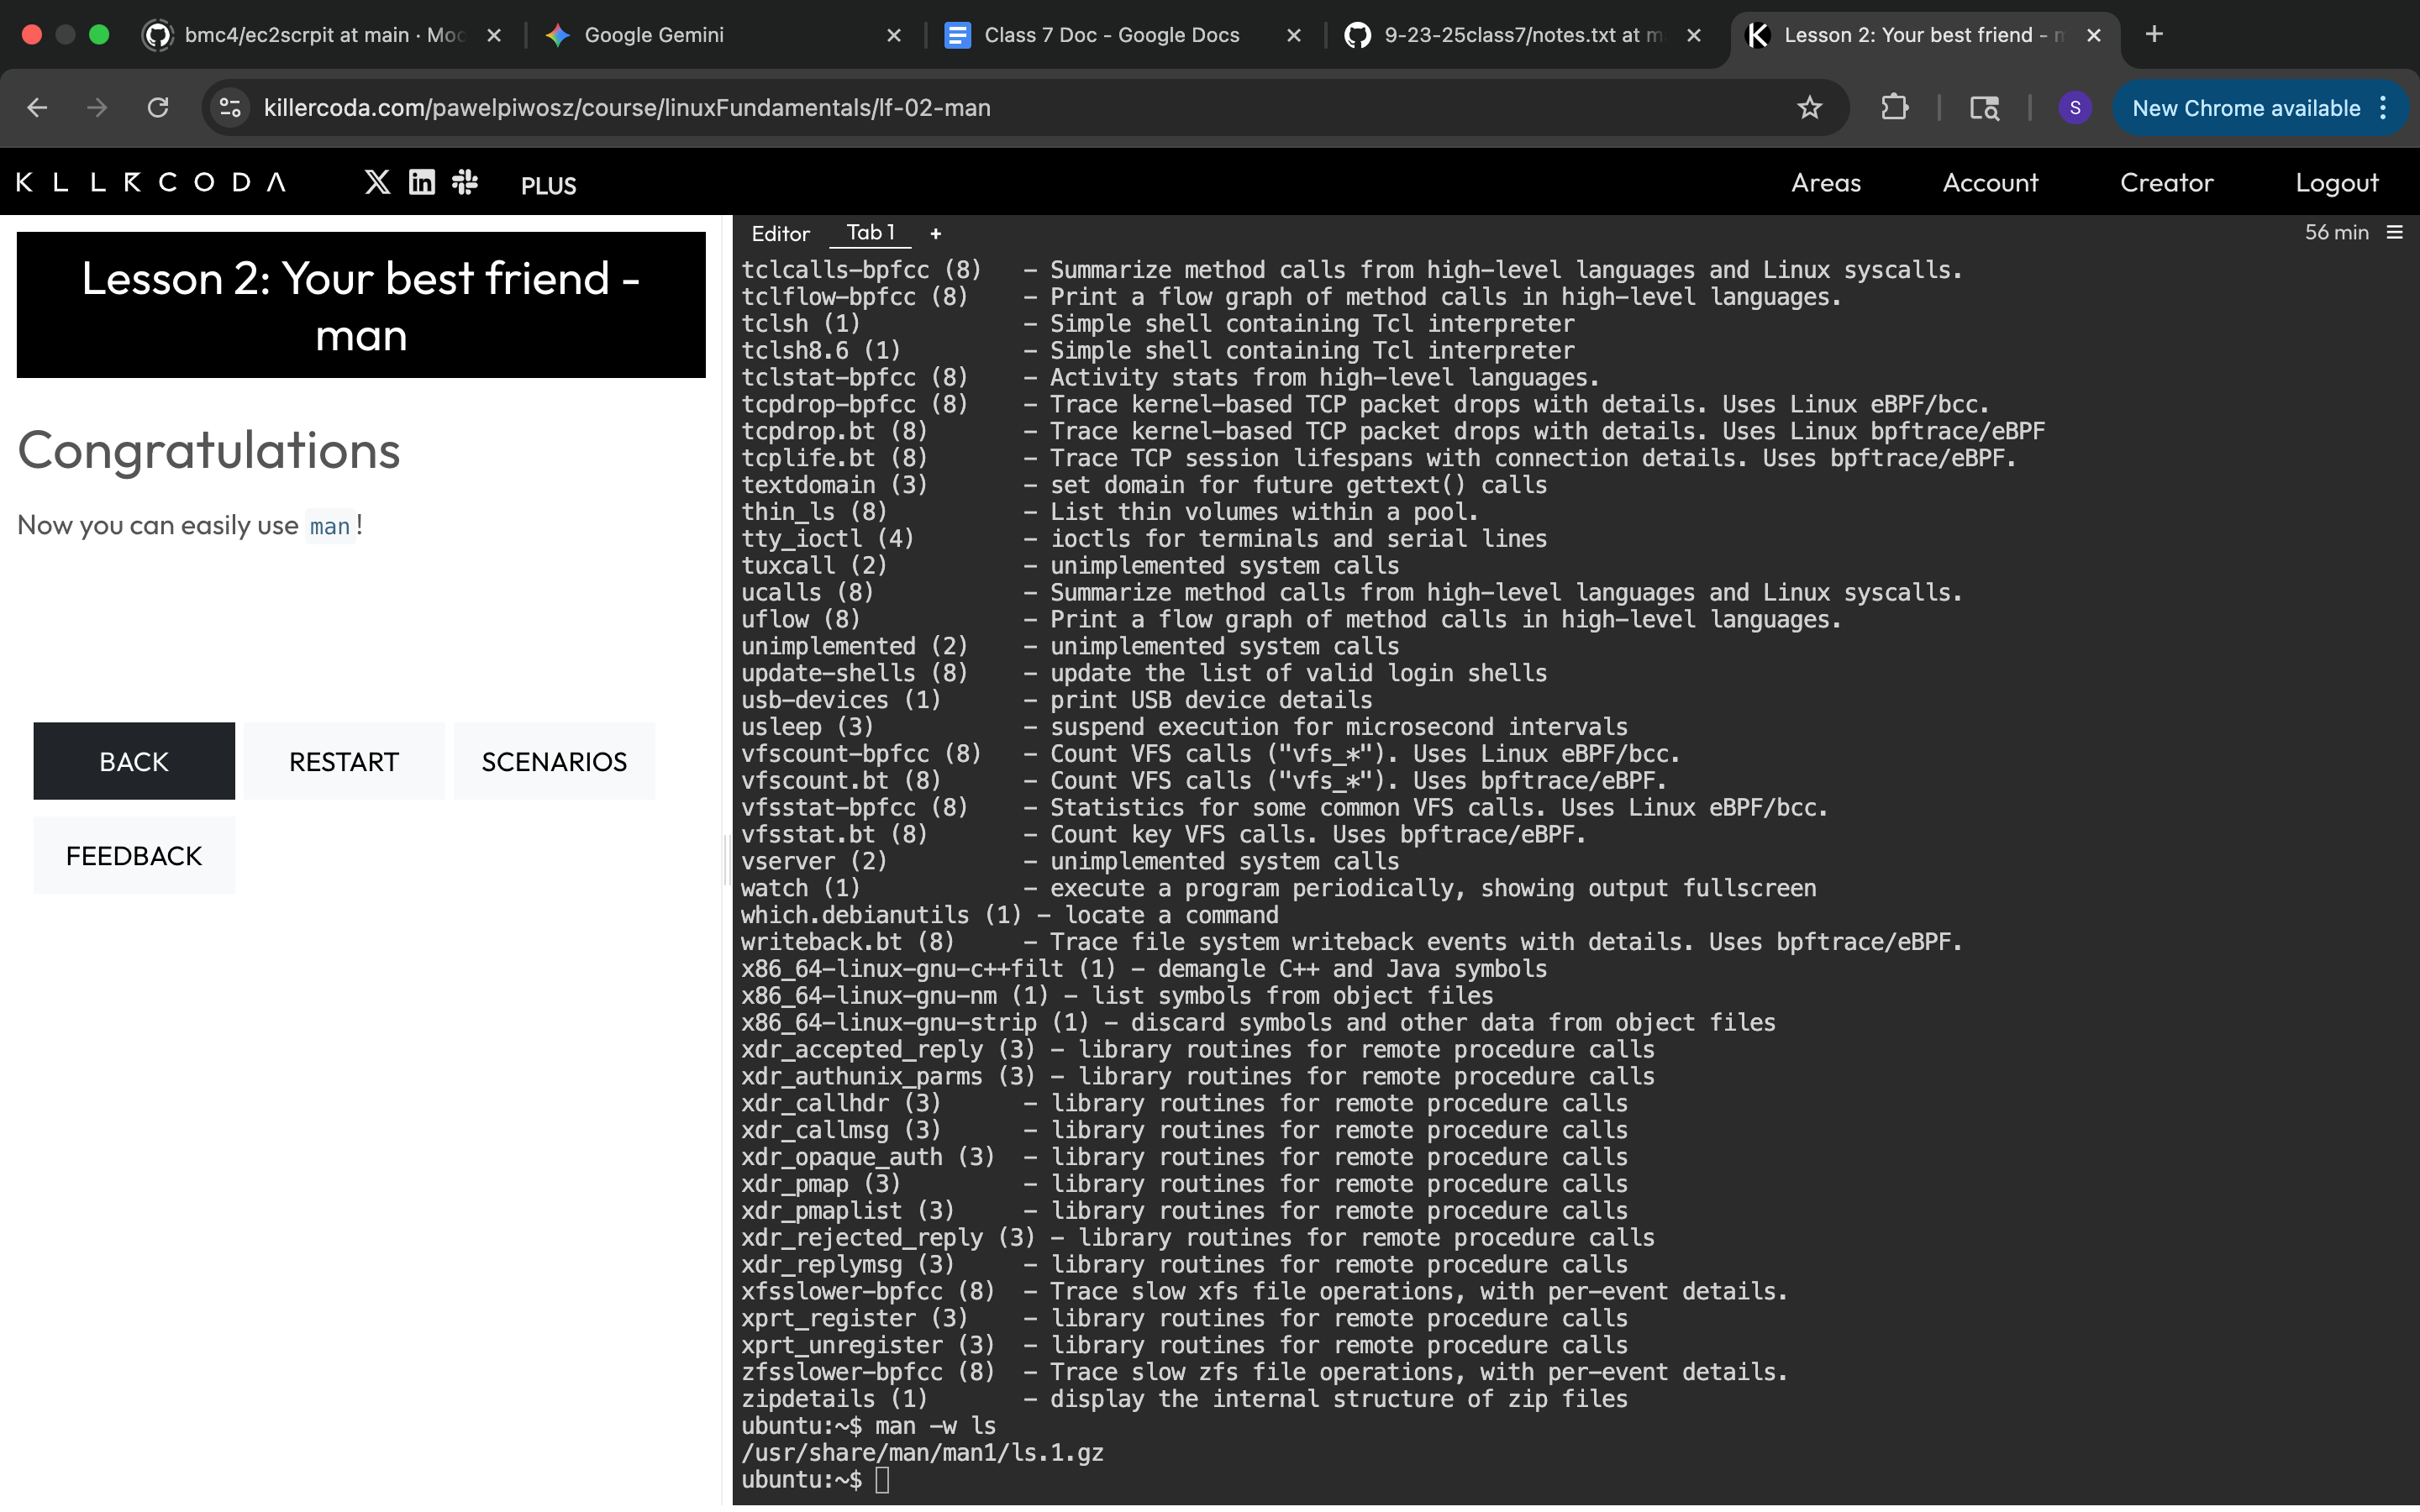 bmc4/ec2scrpit at main · Moo
Google Gemini
Class 7 Doc - Google Docs
9-23-25class7/notes.txt at m
Lesson 2: Your best friend - m
killercoda.com/pawelpiwosz/course/linuxFundamentals/lf-02-man
S
New Chrome available
KLLRCODA
PLUS
Areas
Account
Creator
Logout
Lesson 2: Your best friend -
man
Congratulations
Now you can easily use man!
BACK
RESTART
SCENARIOS
FEEDBACK
Editor
Tab 1
+
56 min
tclcalls-bpfcc (8)   - Summarize method calls from high-level languages and Linux syscalls.
tclflow-bpfcc (8)    - Print a flow graph of method calls in high-level languages.
tclsh (1)            - Simple shell containing Tcl interpreter
tclsh8.6 (1)         - Simple shell containing Tcl interpreter
tclstat-bpfcc (8)    - Activity stats from high-level languages.
tcpdrop-bpfcc (8)    - Trace kernel-based TCP packet drops with details. Uses Linux eBPF/bcc.
tcpdrop.bt (8)       - Trace kernel-based TCP packet drops with details. Uses Linux bpftrace/eBPF
tcplife.bt (8)       - Trace TCP session lifespans with connection details. Uses bpftrace/eBPF.
textdomain (3)       - set domain for future gettext() calls
thin_ls (8)          - List thin volumes within a pool.
tty_ioctl (4)        - ioctls for terminals and serial lines
tuxcall (2)          - unimplemented system calls
ucalls (8)           - Summarize method calls from high-level languages and Linux syscalls.
uflow (8)            - Print a flow graph of method calls in high-level languages.
unimplemented (2)    - unimplemented system calls
update-shells (8)    - update the list of valid login shells
usb-devices (1)      - print USB device details
usleep (3)           - suspend execution for microsecond intervals
vfscount-bpfcc (8)   - Count VFS calls ("vfs_*"). Uses Linux eBPF/bcc.
vfscount.bt (8)      - Count VFS calls ("vfs_*"). Uses bpftrace/eBPF.
vfsstat-bpfcc (8)    - Statistics for some common VFS calls. Uses Linux eBPF/bcc.
vfsstat.bt (8)       - Count key VFS calls. Uses bpftrace/eBPF.
vserver (2)          - unimplemented system calls
watch (1)            - execute a program periodically, showing output fullscreen
which.debianutils (1) - locate a command
writeback.bt (8)     - Trace file system writeback events with details. Uses bpftrace/eBPF.
x86_64-linux-gnu-c++filt (1) - demangle C++ and Java symbols
x86_64-linux-gnu-nm (1) - list symbols from object files
x86_64-linux-gnu-strip (1) - discard symbols and other data from object files
xdr_accepted_reply (3) - library routines for remote procedure calls
xdr_authunix_parms (3) - library routines for remote procedure calls
xdr_callhdr (3)      - library routines for remote procedure calls
xdr_callmsg (3)      - library routines for remote procedure calls
xdr_opaque_auth (3)  - library routines for remote procedure calls
xdr_pmap (3)         - library routines for remote procedure calls
xdr_pmaplist (3)     - library routines for remote procedure calls
xdr_rejected_reply (3) - library routines for remote procedure calls
xdr_replymsg (3)     - library routines for remote procedure calls
xfsslower-bpfcc (8)  - Trace slow xfs file operations, with per-event details.
xprt_register (3)    - library routines for remote procedure calls
xprt_unregister (3)  - library routines for remote procedure calls
zfsslower-bpfcc (8)  - Trace slow zfs file operations, with per-event details.
zipdetails (1)       - display the internal structure of zip files
ubuntu:~$ man -w ls
/usr/share/man/man1/ls.1.gz
ubuntu:~$